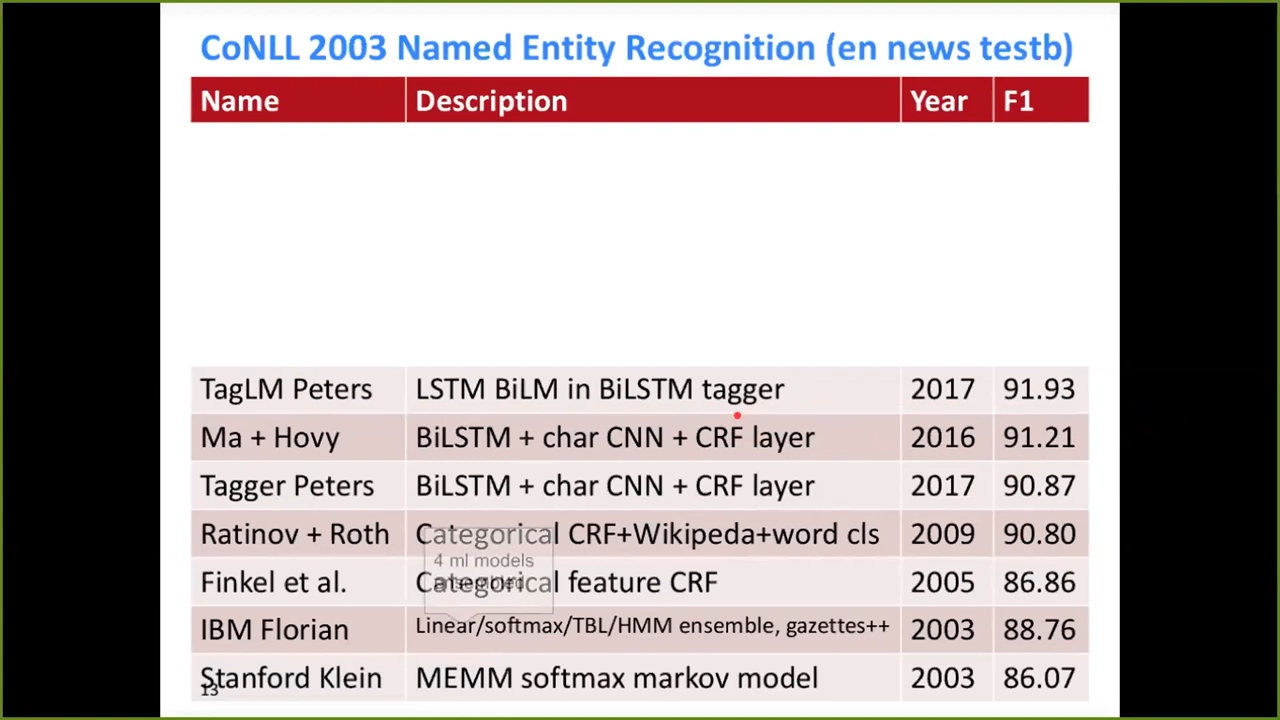 CoNLL 2003 Named Entity Recognition (en news testb)
Name Description Year F1
TagLM Peters LSTM BiLM in BiLSTM tagger 2017 91.93
Ma + Hovy BiLSTM + char CNN + CRF layer 2016 91.21
Tagger Peters BiLSTM + char CNN + CRF layer 2017 90.87
Ratinov + Roth Categorical CRF+Wikipeda+word cls 2009 90.80
4 ml models
Finkel et al. Categorical feature CRF 2005 86.86
IBM Florian Linear/softmax/TBL/HMM ensemble, gazettes++ 2003 88.76
Stanford Klein MEMM softmax markov model 2003 86.07
13